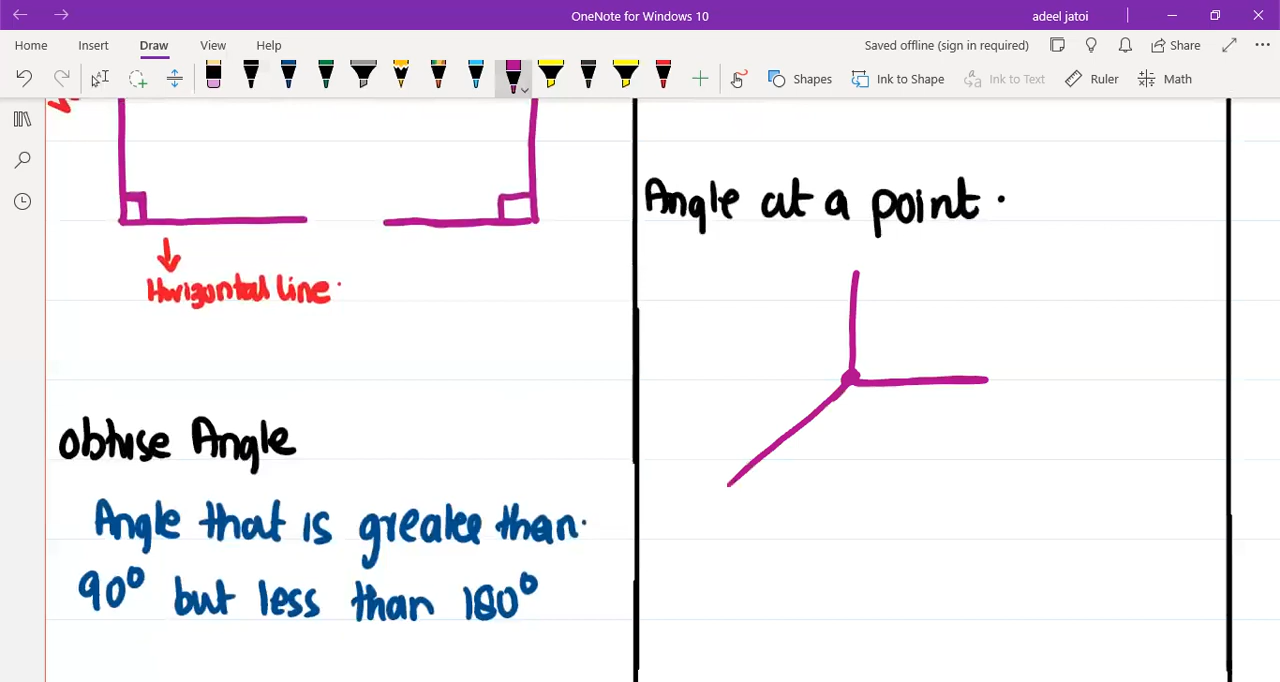 OneNote for Windows 10
adeel jatoi
Home Insert Draw View Help
Saved offline (sign in required)
Share
Shapes
Ink to Shape
Ink to Text
Ruler
Math
Horizontal line
obtuse Angle
Angle that is greater than
90° but less than 180°
Angle at a point